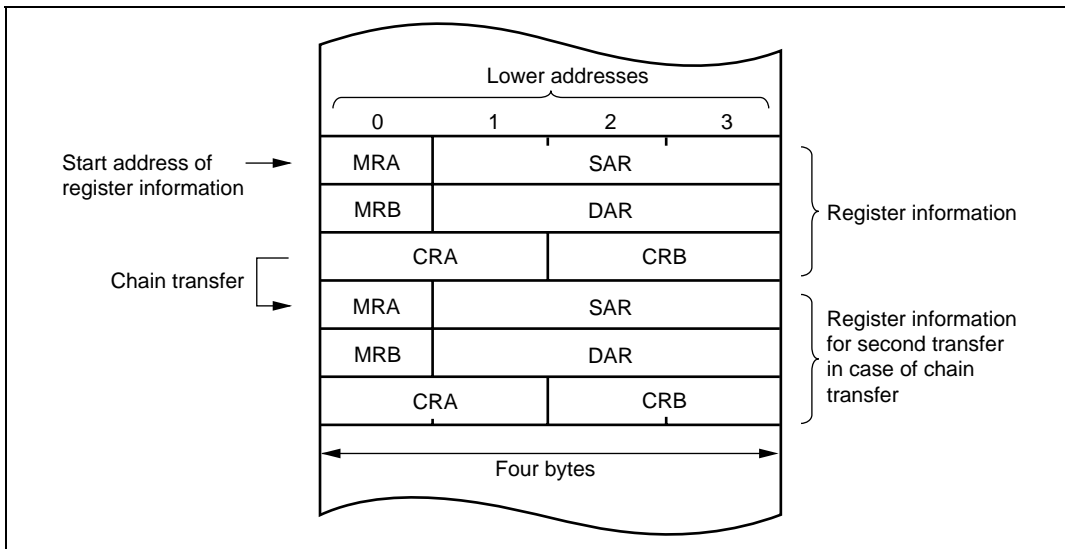 Lower addresses
0 1 2 3
Start address of
register information
MRA SAR
MRB DAR
CRA CRB
Register information
Chain transfer
MRA SAR
MRB DAR
CRA CRB
Register information
for second transfer
in case of chain
transfer
Four bytes